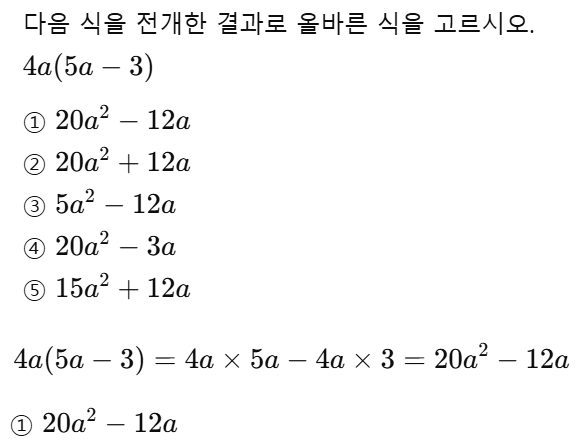 다음 식을 전개한 결과로 올바른 식을 고르시오.
4a(5a − 3)
① 20a² − 12a
② 20a² + 12a
③ 5a² − 12a
④ 20a² − 3a
⑤ 15a² + 12a
4a(5a − 3) = 4a × 5a − 4a × 3 = 20a² − 12a
① 20a² − 12a